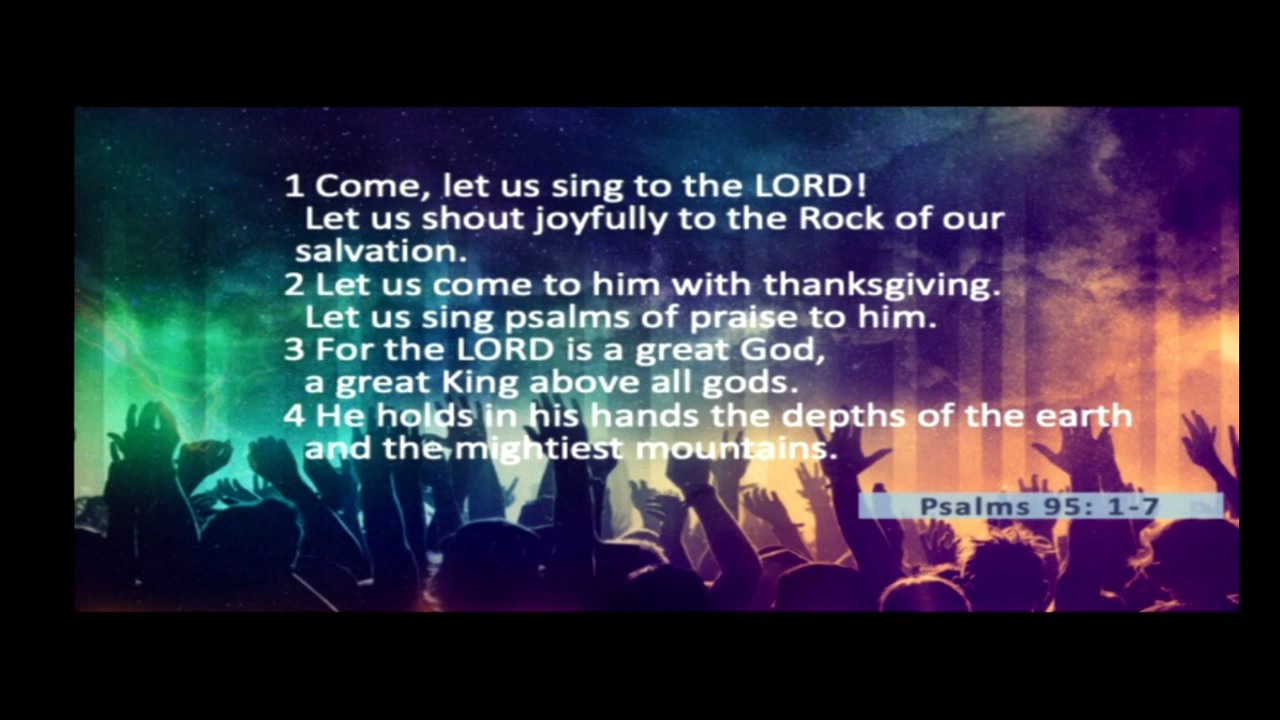 1 Come, let us sing to the LORD!
Let us shout joyfully to the Rock of our
salvation.
2 Let us come to him with thanksgiving.
Let us sing psalms of praise to him.
3 For the LORD is a great God,
a great King above all gods.
4 He holds in his hands the depths of the earth
and the mightiest mountains.
Psalms 95: 1-7